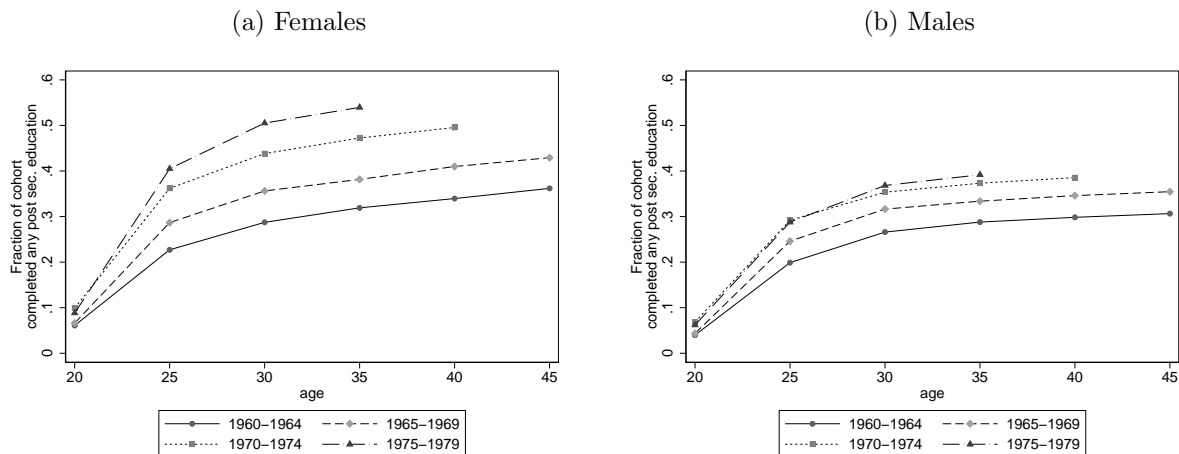 (a) Females
Fraction of cohort
completed any post sec. education
.6
.5
.4
.3
.2
.1
0
20 25 30 35 40 45
age
1960−1964 1965−1969
1970−1974 1975−1979
(b) Males
Fraction of cohort
completed any post sec. education
.6
.5
.4
.3
.2
.1
0
20 25 30 35 40 45
age
1960−1964 1965−1969
1970−1974 1975−1979